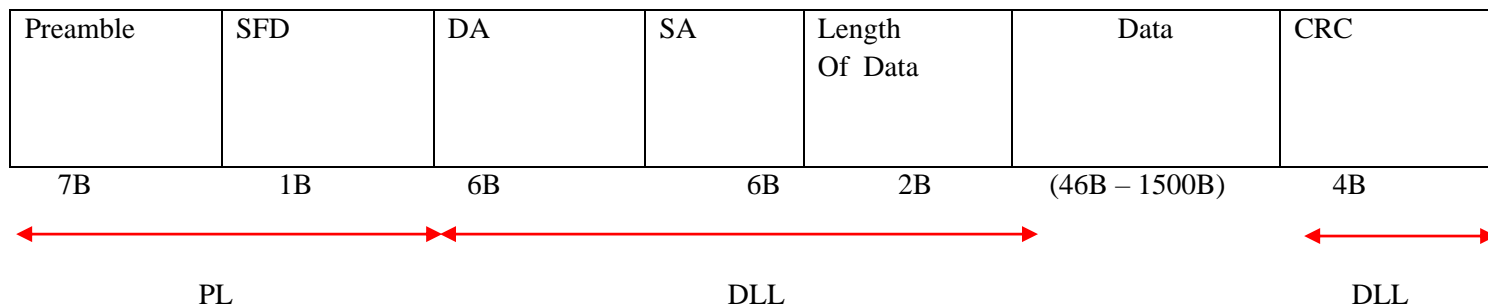 Preamble SFD DA SA Length Data CRC
Of Data
7B 1B 6B 6B 2B (46B – 1500B) 4B
PL DLL DLL